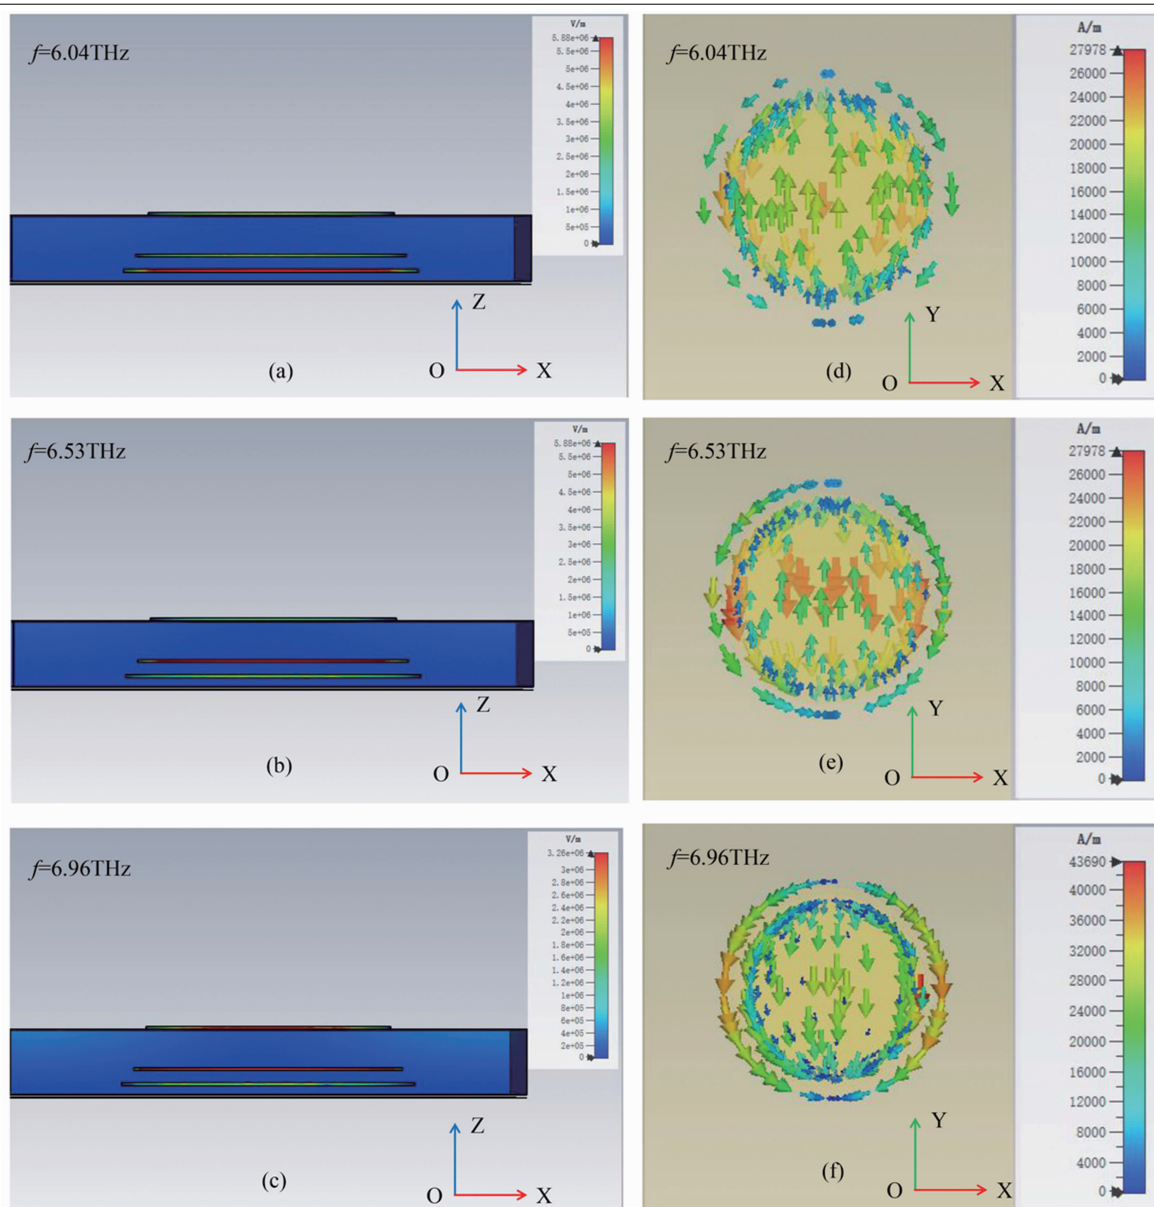 f=6.04THz
V/m
5.88e+06
5.5e+06
5e+06
4.5e+06
4e+06
3.5e+06
3e+06
2.5e+06
2e+06
1.5e+06
1e+06
5e+05
0
Z
O
X
(a)
f=6.04THz
A/m
27978
26000
24000
22000
20000
18000
16000
14000
12000
10000
8000
6000
4000
2000
0
Y
O
X
(d)
f=6.53THz
V/m
5.88e+06
5.5e+06
5e+06
4.5e+06
4e+06
3.5e+06
3e+06
2.5e+06
2e+06
1.5e+06
1e+06
5e+05
0
Z
O
X
(b)
f=6.53THz
A/m
27978
26000
24000
22000
20000
18000
16000
14000
12000
10000
8000
6000
4000
2000
0
Y
O
X
(e)
f=6.96THz
V/m
3.26e+06
3e+06
2.8e+06
2.6e+06
2.4e+06
2.2e+06
2e+06
1.8e+06
1.6e+06
1.4e+06
1.2e+06
1e+06
8e+05
6e+05
4e+05
2e+05
0
Z
O
X
(c)
f=6.96THz
A/m
43690
40000
36000
32000
28000
24000
20000
16000
12000
8000
4000
0
Y
O
X
(f)